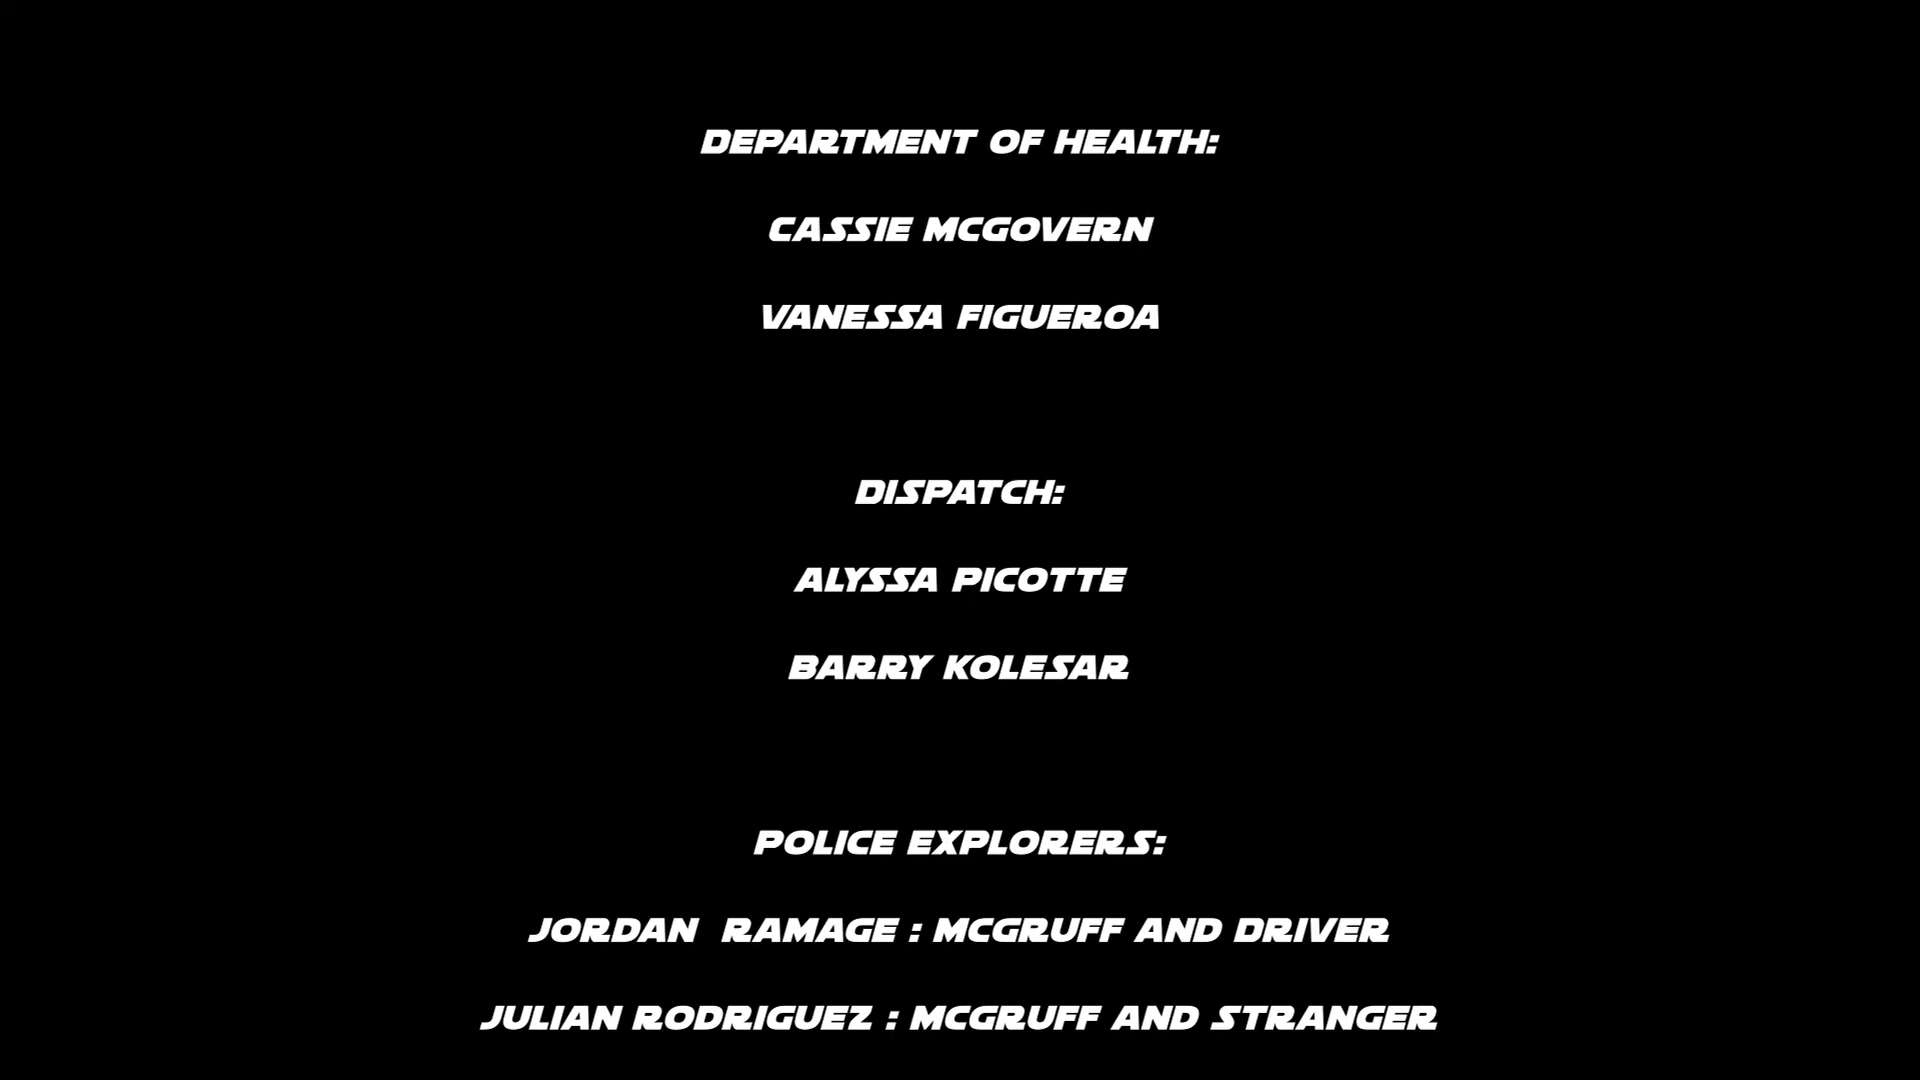 DEPARTMENT OF HEALTH:
CASSIE MCGOVERN
VANESSA FIGUEROA
DISPATCH:
ALYSSA PICOTTE
BARRY KOLESAR
POLICE EXPLORERS:
JORDAN  RAMAGE : MCGRUFF AND DRIVER
JULIAN RODRIGUEZ : MCGRUFF AND STRANGER